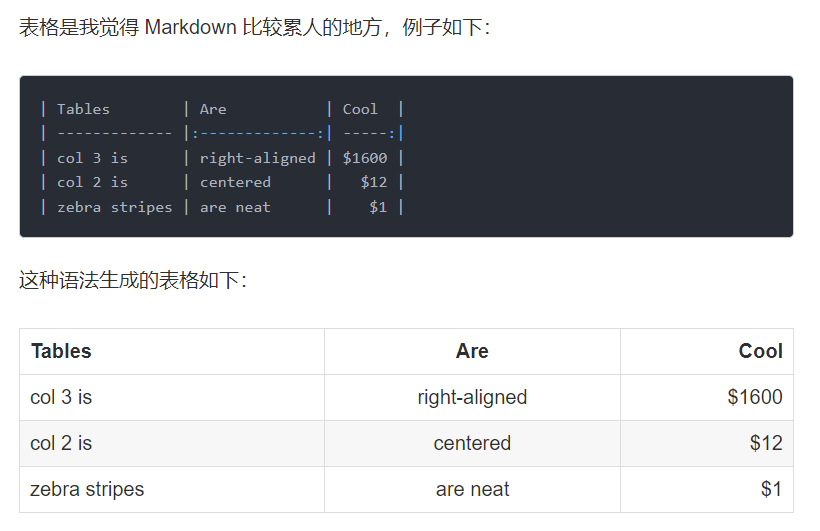 表格是我觉得 Markdown 比较累人的地方，例子如下：
| Tables        | Are           | Cool  |
| ------------- |:-------------:| -----:|
| col 3 is      | right-aligned | $1600 |
| col 2 is      | centered      |   $12 |
| zebra stripes | are neat      |    $1 |
这种语法生成的表格如下：
Tables Are Cool
col 3 is right-aligned $1600
col 2 is centered $12
zebra stripes are neat $1